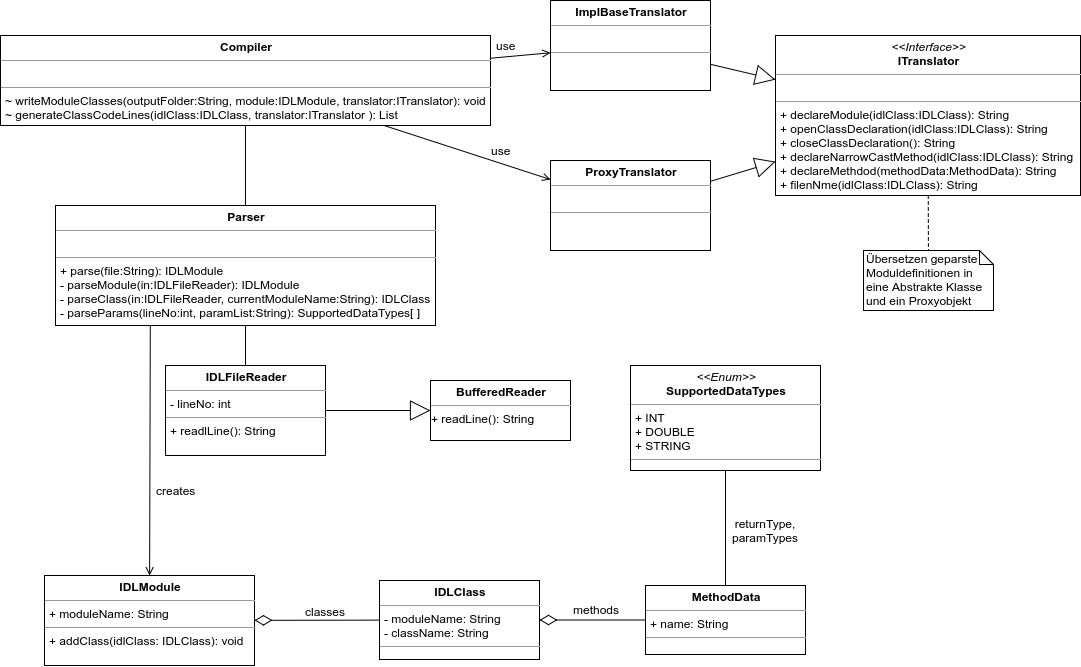 ImplBaseTranslator
Compiler
~ writeModuleClasses(outputFolder:String, module:IDLModule, translator:ITranslator): void
~ generateClassCodeLines(idlClass:IDLClass, translator:ITranslator ): List
use
use
<<Interface>>
ITranslator
+ declareModule(idlClass:IDLClass): String
+ openClassDeclaration(idlClass:IDLClass): String
+ closeClassDeclaration(): String
+ declareNarrowCastMethod(idlClass:IDLClass): String
+ declareMethdod(methodData:MethodData): String
+ filenNme(idlClass:IDLClass): String
ProxyTranslator
Parser
+ parse(file:String): IDLModule
- parseModule(in:IDLFileReader): IDLModule
- parseClass(in:IDLFileReader, currentModuleName:String): IDLClass
- parseParams(lineNo:int, paramList:String): SupportedDataTypes[ ]
Übersetzen geparste
Moduldefinitionen in
eine Abstrakte Klasse
und ein Proxyobjekt
IDLFileReader
- lineNo: int
+ readlLine(): String
BufferedReader
+ readLine(): String
<<Enum>>
SupportedDataTypes
+ INT
+ DOUBLE
+ STRING
creates
returnType,
paramTypes
IDLModule
+ moduleName: String
+ addClass(idlClass: IDLClass): void
classes
IDLClass
- moduleName: String
- className: String
methods
MethodData
+ name: String